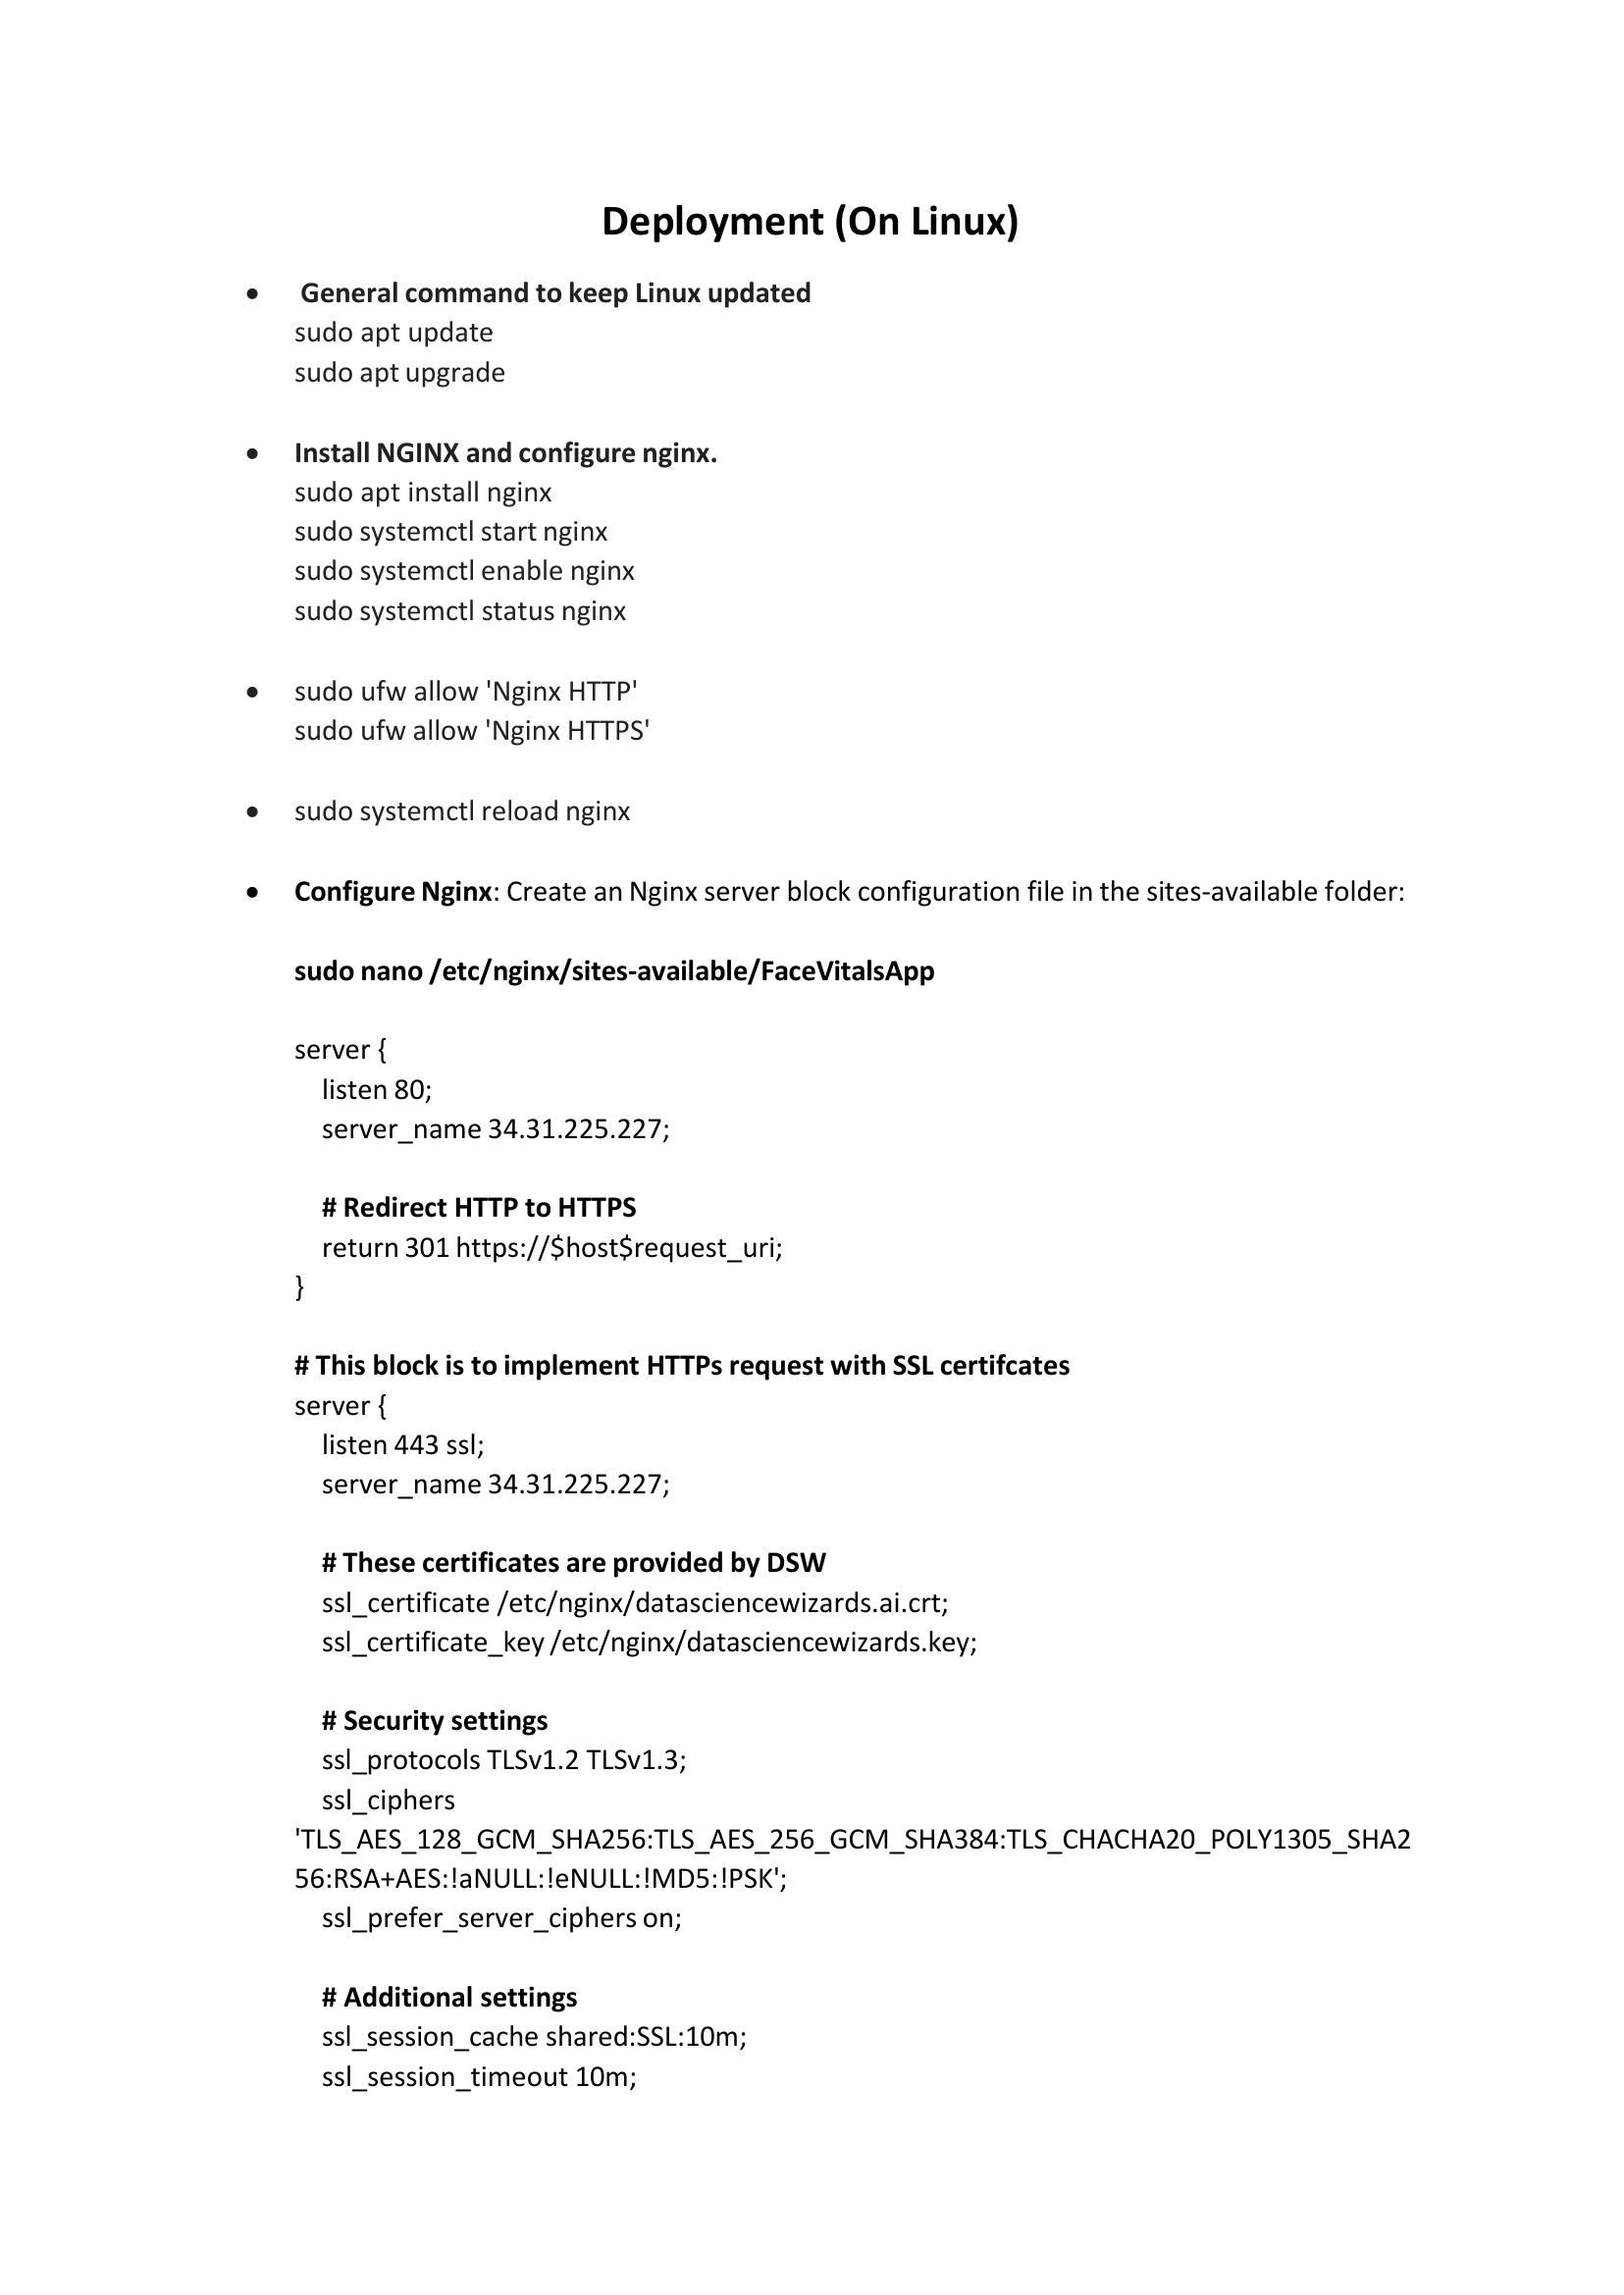 Deployment (On Linux)
• General command to keep Linux updated
sudo apt update
sudo apt upgrade
• Install NGINX and configure nginx.
sudo apt install nginx
sudo systemctl start nginx
sudo systemctl enable nginx
sudo systemctl status nginx
• sudo ufw allow 'Nginx HTTP'
sudo ufw allow 'Nginx HTTPS'
• sudo systemctl reload nginx
• Configure Nginx: Create an Nginx server block configuration file in the sites-available folder:
sudo nano /etc/nginx/sites-available/FaceVitalsApp
server {
listen 80;
server_name 34.31.225.227;
# Redirect HTTP to HTTPS
return 301 https://$host$request_uri;
}
# This block is to implement HTTPs request with SSL certifcates
server {
listen 443 ssl;
server_name 34.31.225.227;
# These certificates are provided by DSW
ssl_certificate /etc/nginx/datasciencewizards.ai.crt;
ssl_certificate_key /etc/nginx/datasciencewizards.key;
# Security settings
ssl_protocols TLSv1.2 TLSv1.3;
ssl_ciphers
'TLS_AES_128_GCM_SHA256:TLS_AES_256_GCM_SHA384:TLS_CHACHA20_POLY1305_SHA2
56:RSA+AES:!aNULL:!eNULL:!MD5:!PSK';
ssl_prefer_server_ciphers on;
# Additional settings
ssl_session_cache shared:SSL:10m;
ssl_session_timeout 10m;